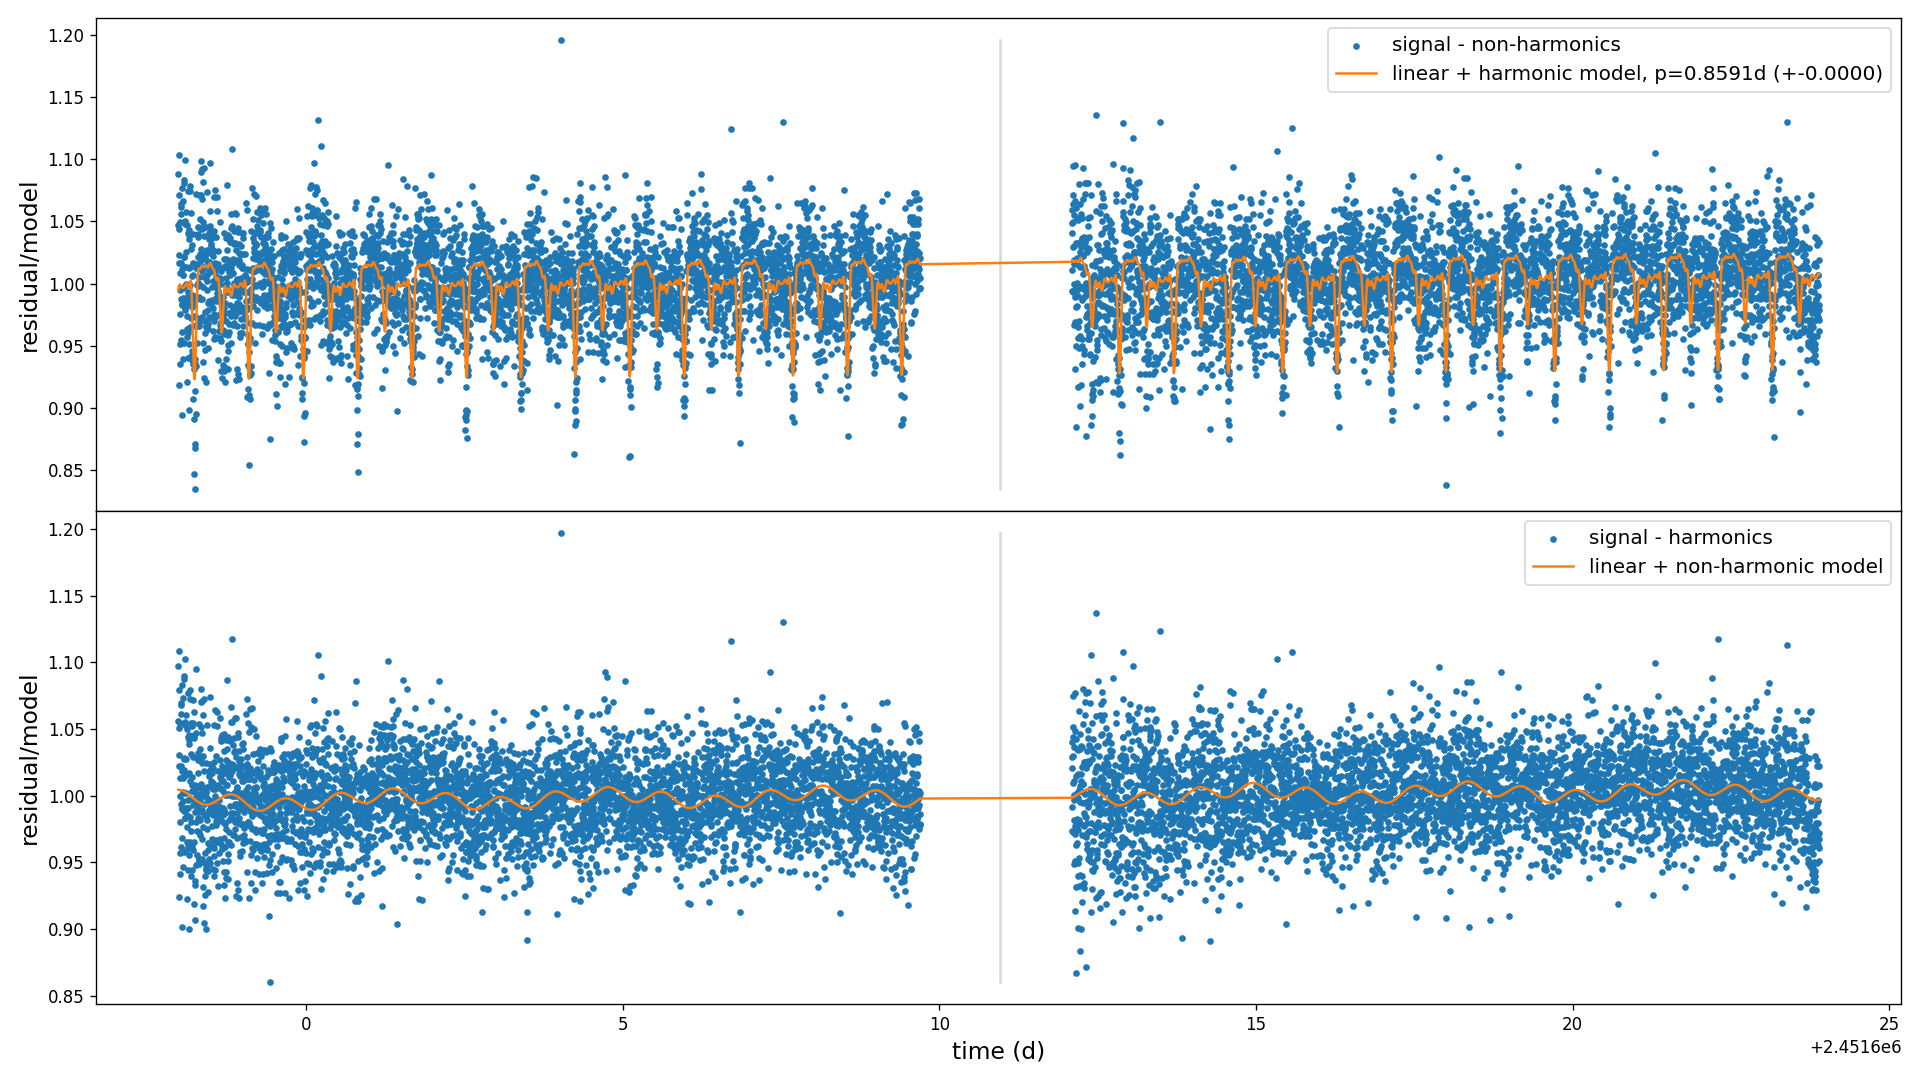 signal - non-harmonics
linear + harmonic model, p=0.8591d (+-0.0000)
1.20
1.15
1.10
1.05
1.00
0.95
0.90
0.85
residual/model
signal - harmonics
linear + non-harmonic model
1.20
1.15
1.10
1.05
1.00
0.95
0.90
0.85
residual/model
0 5 10 15 20 25
+2.4516e6
time (d)